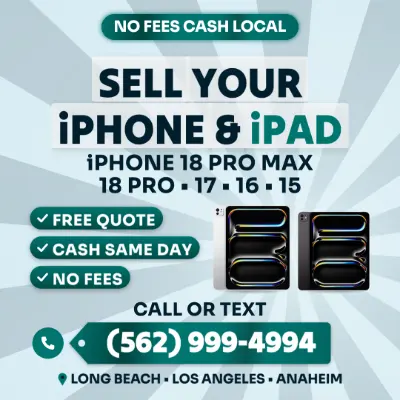 NO FEES CASH LOCAL
SELL YOUR
iPHONE & iPAD
iPHONE 18 PRO MAX
18 PRO ▪ 17 ▪ 16 ▪ 15
FREE QUOTE
CASH SAME DAY
NO FEES
CALL OR TEXT
(562) 999-4994
LONG BEACH ▪ LOS ANGELES ▪ ANAHEIM